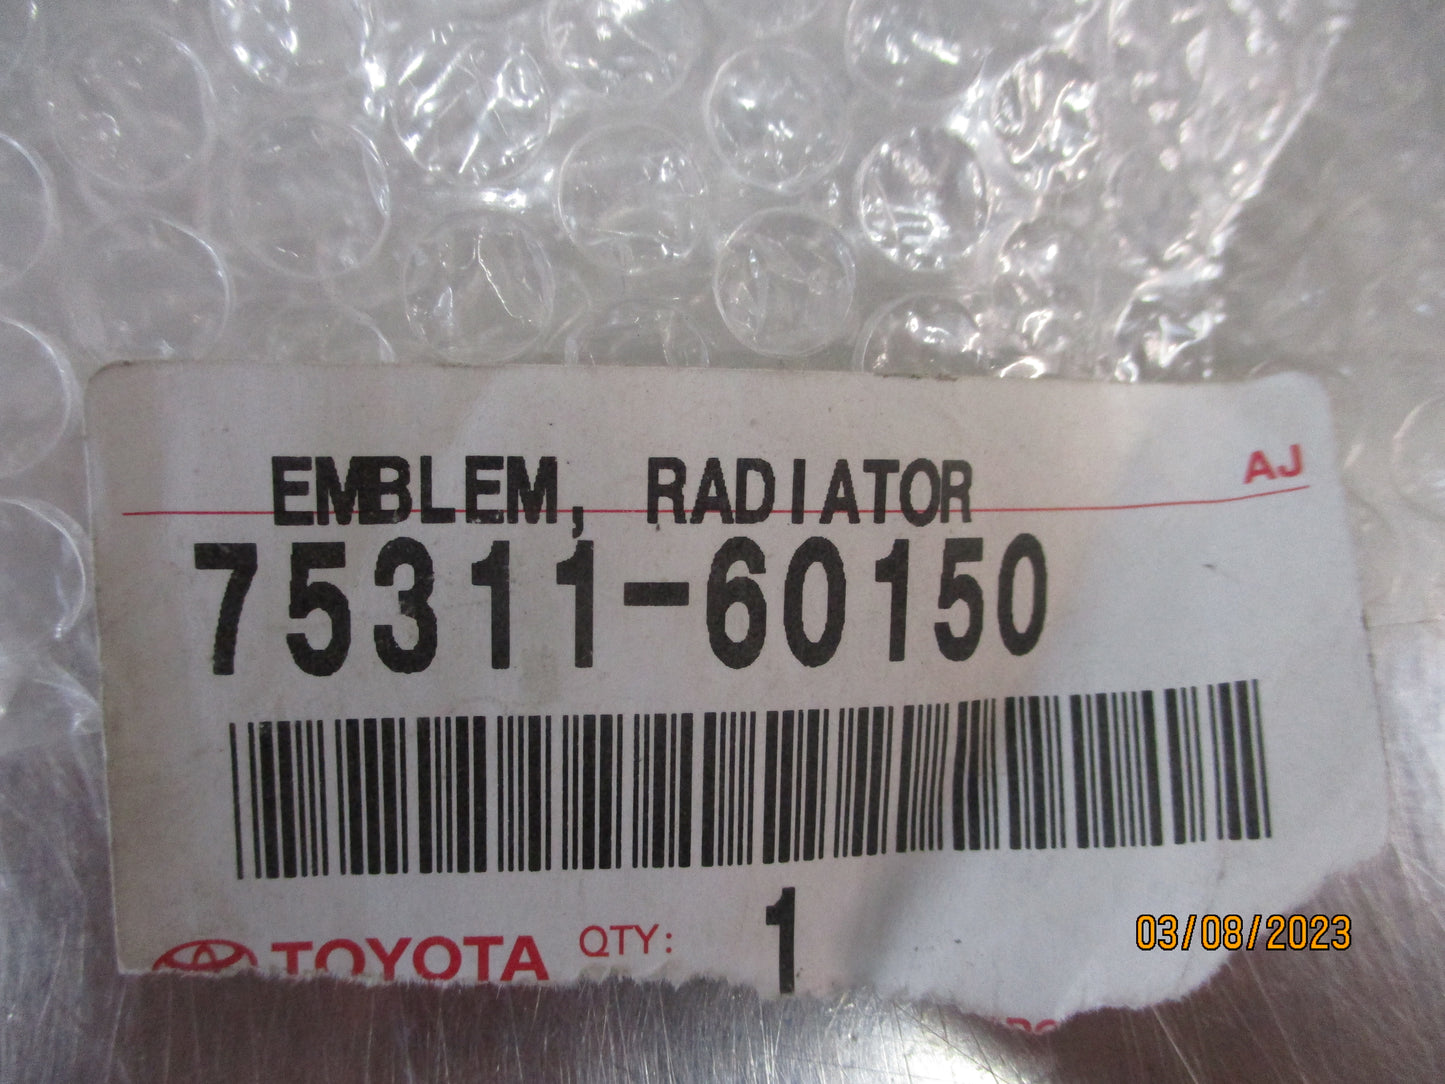 AJ
EMBLEM, RADIATOR
75311-60150
TOYOTA QTY: 1
03/08/2023